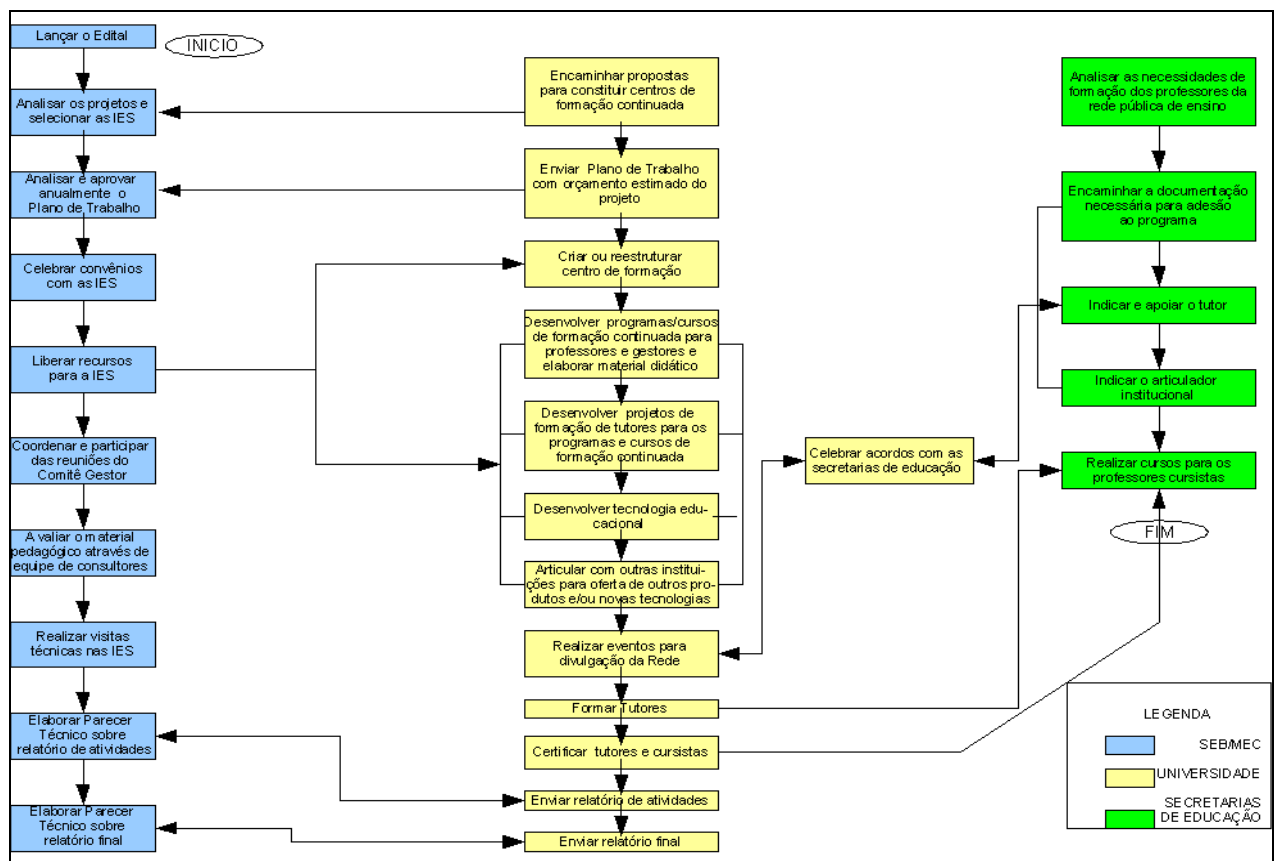 Lançar o Edital
INICIO
Analisar os projetos e
selecionar as IES
Analisar e aprovar
anualmente o
Plano de Trabalho
Celebrar convênios
com as IES
Liberar recursos
para a IES
Coordenar e participar
das reuniões do
Comitê Gestor
Avaliar o material
pedagógico através de
equipe de consultores
Realizar visitas
técnicas nas IES
Elaborar Parecer
Técnico sobre
relatório de atividades
Elaborar Parecer
Técnico sobre
relatório final
Encaminhar propostas
para constituir centros de
formação continuada
Enviar Plano de Trabalho
com orçamento estimado do
projeto
Criar ou reestruturar
centro de formação
Desenvolver programas/cursos
de formação continuada para
professores e gestores e
elaborar material didático
Desenvolver projetos de
formação de tutores para os
programas e cursos de
formação continuada
Desenvolver tecnologia edu-
cacional
Articular com outras institui-
ções para oferta de outros pro-
dutos e/ou novas tecnologias
Realizar eventos para
divulgação da Rede
Formar Tutores
Certificar tutores e cursistas
Enviar relatório de atividades
Enviar relatório final
Celebrar acordos com as
secretarias de educação
Analisar as necessidades de
formação dos professores da
rede pública de ensino
Encaminhar a documentação
necessária para adesão
ao programa
Indicar e apoiar o tutor
Indicar o articulador
institucional
Realizar cursos para os
professores cursistas
FIM
LEGENDA
SEB/MEC
UNIVERSIDADE
SECRETARIAS
DE EDUCAÇÃO